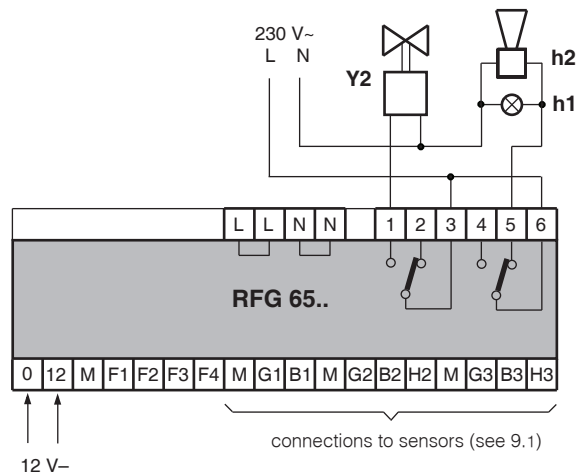 230 V~
L N
Y2
h2
h1
L L N N 1 2 3 4 5 6
RFG 65..
0 12 M F1 F2 F3 F4 M G1 B1 M G2 B2 H2 M G3 B3 H3
connections to sensors (see 9.1)
12 V–